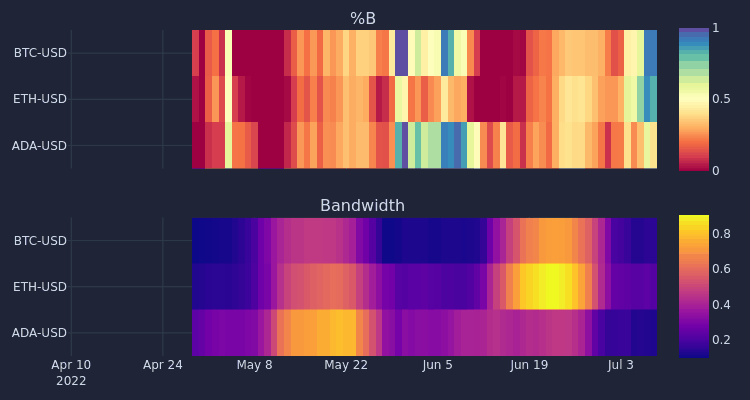 %B
BTC-USD
ETH-USD
ADA-USD
1
0.5
0
Bandwidth
BTC-USD
ETH-USD
ADA-USD
0.8
0.6
0.4
0.2
Apr 10 Apr 24 May 8 May 22 Jun 5 Jun 19 Jul 3
2022